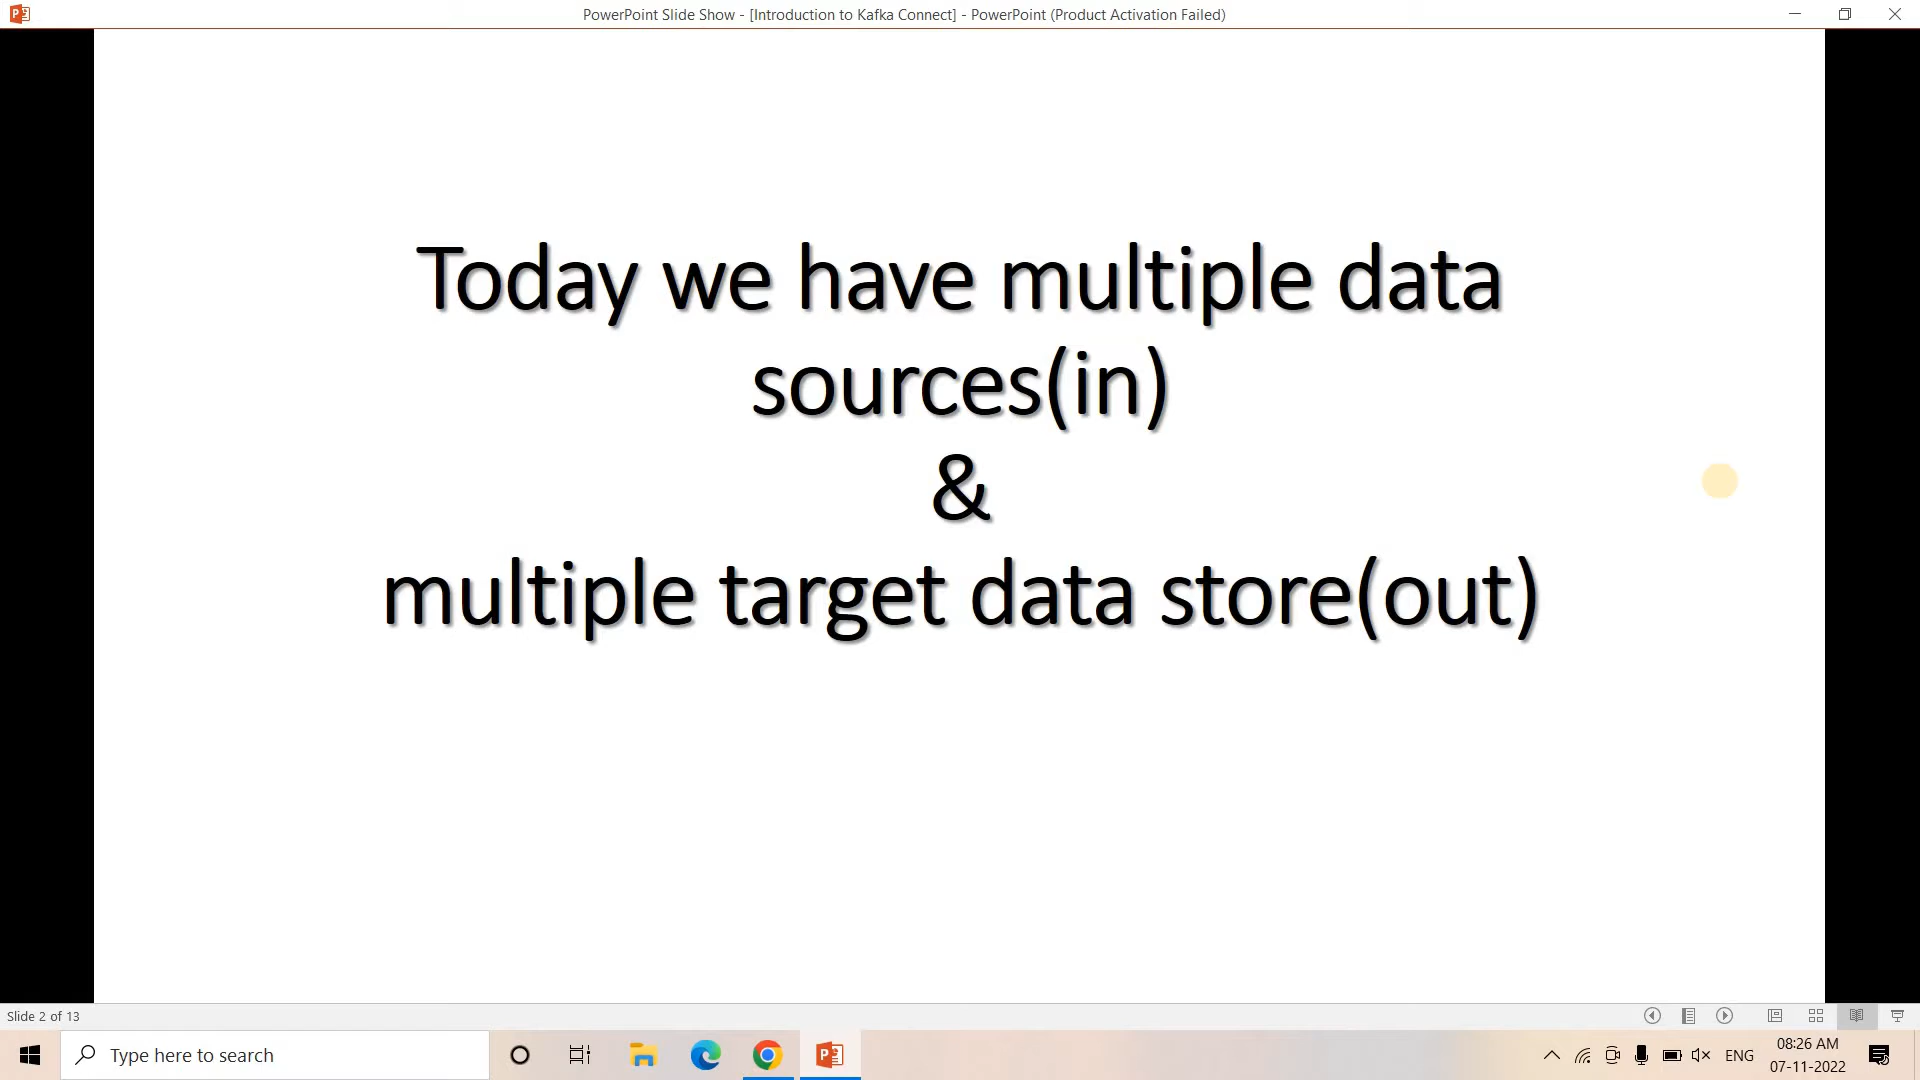 PowerPoint Slide Show - [Introduction to Kafka Connect] - PowerPoint (Product Activation Failed)
Today we have multiple data
sources(in)
&
multiple target data store(out)
Slide 2 of 13
Type here to search
ENG
08:26 AM
07-11-2022